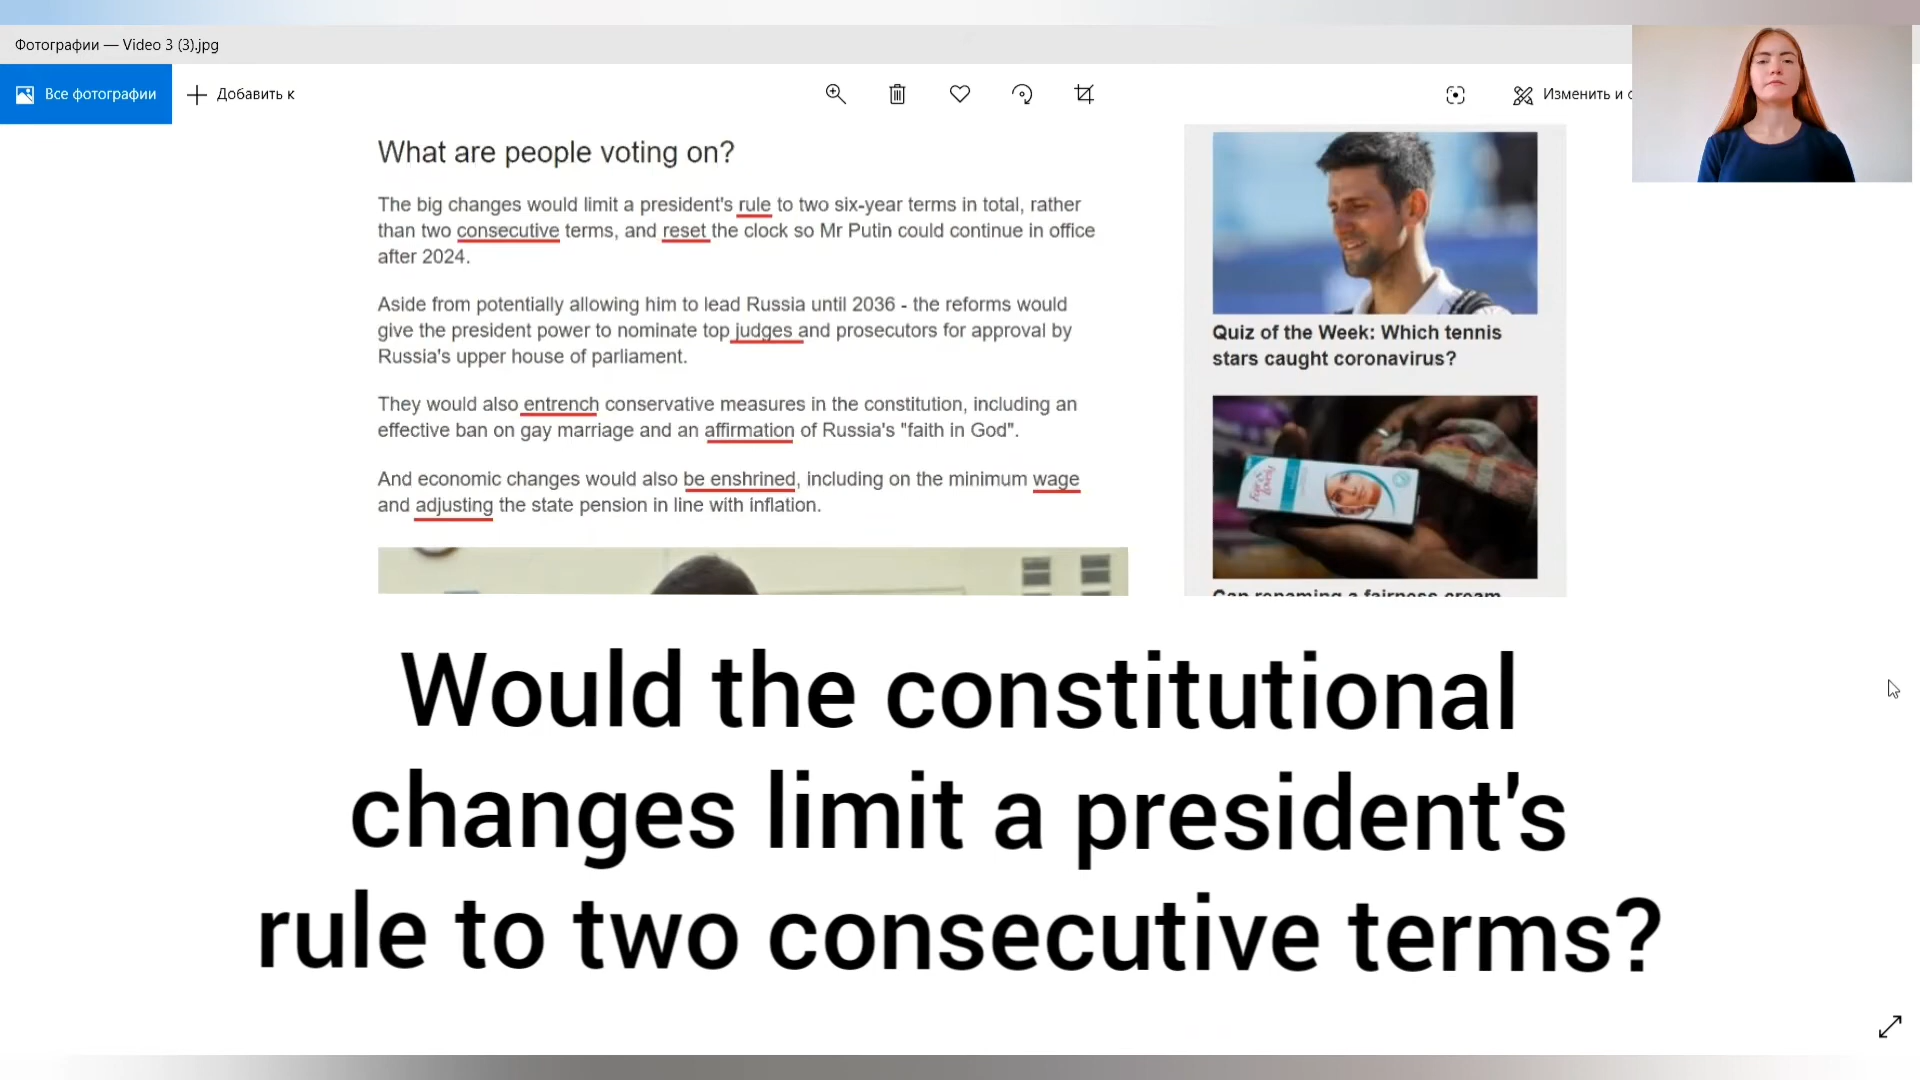 Фотографии — Video 3 (3).jpg
Все фотографии
Добавить к
Изменить и с
What are people voting on?
The big changes would limit a president's rule to two six-year terms in total, rather
than two consecutive terms, and reset the clock so Mr Putin could continue in office
after 2024.
Aside from potentially allowing him to lead Russia until 2036 - the reforms would
give the president power to nominate top judges and prosecutors for approval by
Russia's upper house of parliament.
They would also entrench conservative measures in the constitution, including an
effective ban on gay marriage and an affirmation of Russia's "faith in God".
And economic changes would also be enshrined, including on the minimum wage
and adjusting the state pension in line with inflation.
Quiz of the Week: Which tennis
stars caught coronavirus?
Fair &
Lovely
Can renaming a fairness cream
Would the constitutional
changes limit a president's
rule to two consecutive terms?